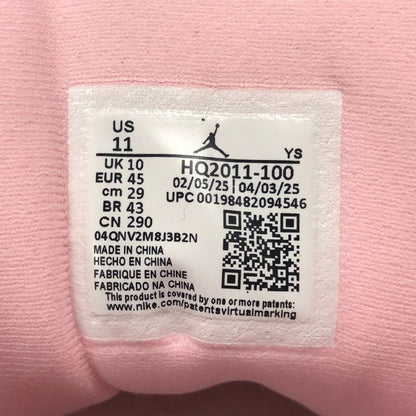 US
11
YS
UK 10
EUR 45
cm 29
BR 43
CN 290
HQ2011-100
02/05/25 04/03/25
UPC 00198482094546
04QNV2M8J3B2N
MADE IN CHINA
HECHO EN CHINA
FABRIQUE EN CHINE
FABRICADO NA CHINA
This product is covered by one or more patents:
www.nike.com/patentsvirtualmarking